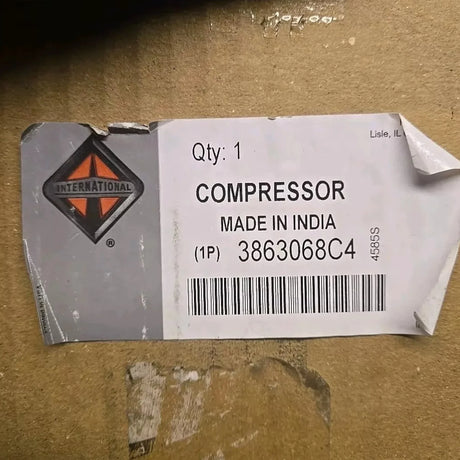 Lisle, IL
Qty: 1
INTERNATIONAL
®
COMPRESSOR
MADE IN INDIA
(1P) 3863068C4
4585S